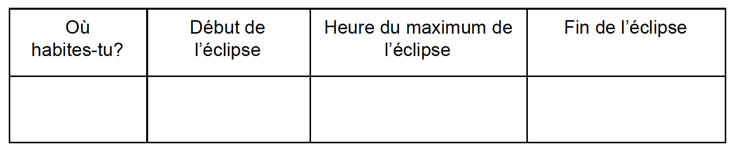 Où
habites-tu?
Début de
l’éclipse
Heure du maximum de
l’éclipse
Fin de l’éclipse